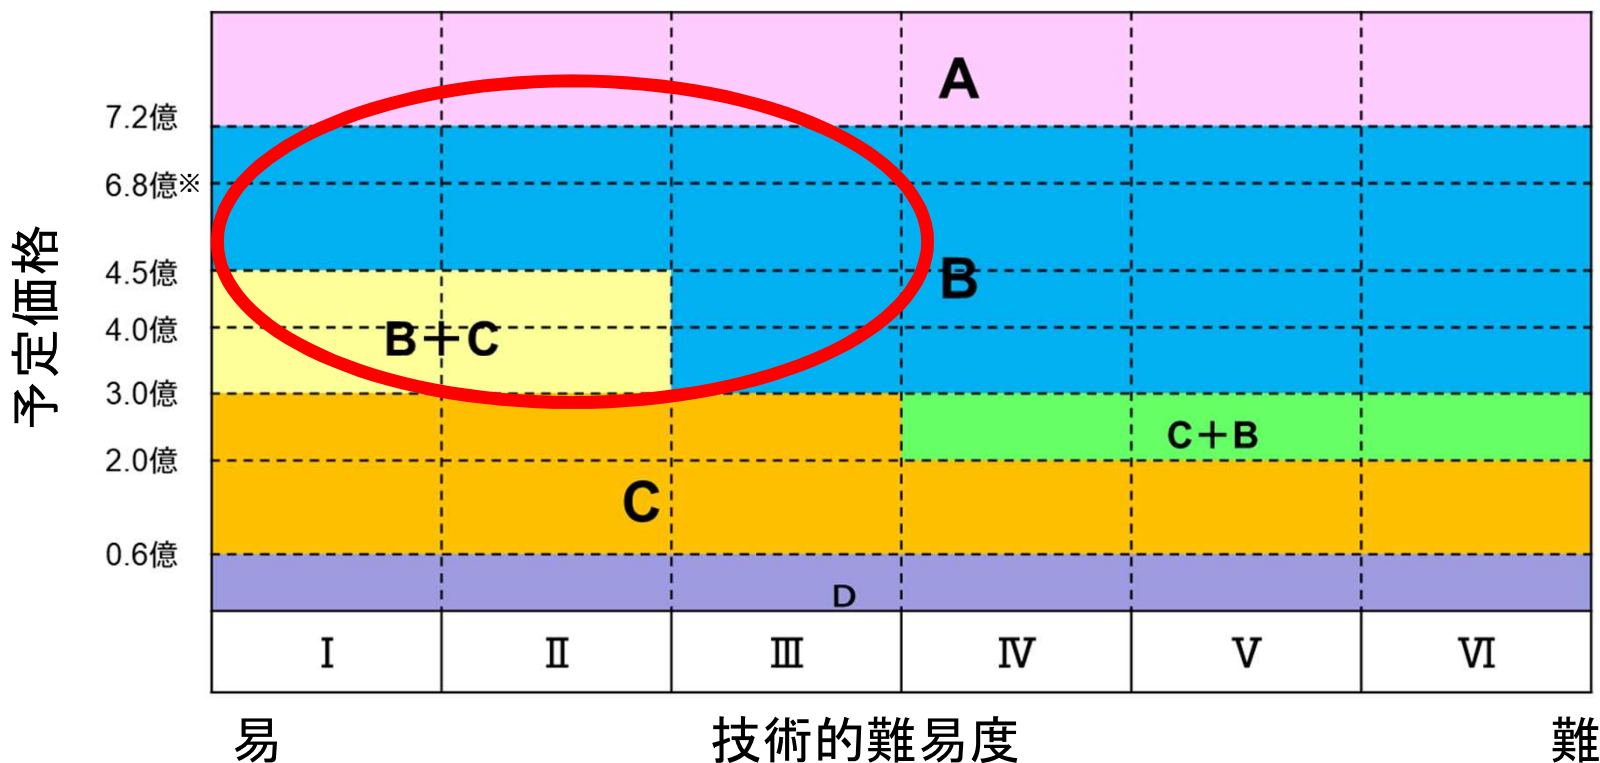 A
7.2億
6.8億※
4.5億
B
4.0億
B＋C
3.0億
C＋B
2.0億
C
0.6億
D
予定価格
Ⅰ Ⅱ Ⅲ Ⅳ Ⅴ Ⅵ
易 技術的難易度 難